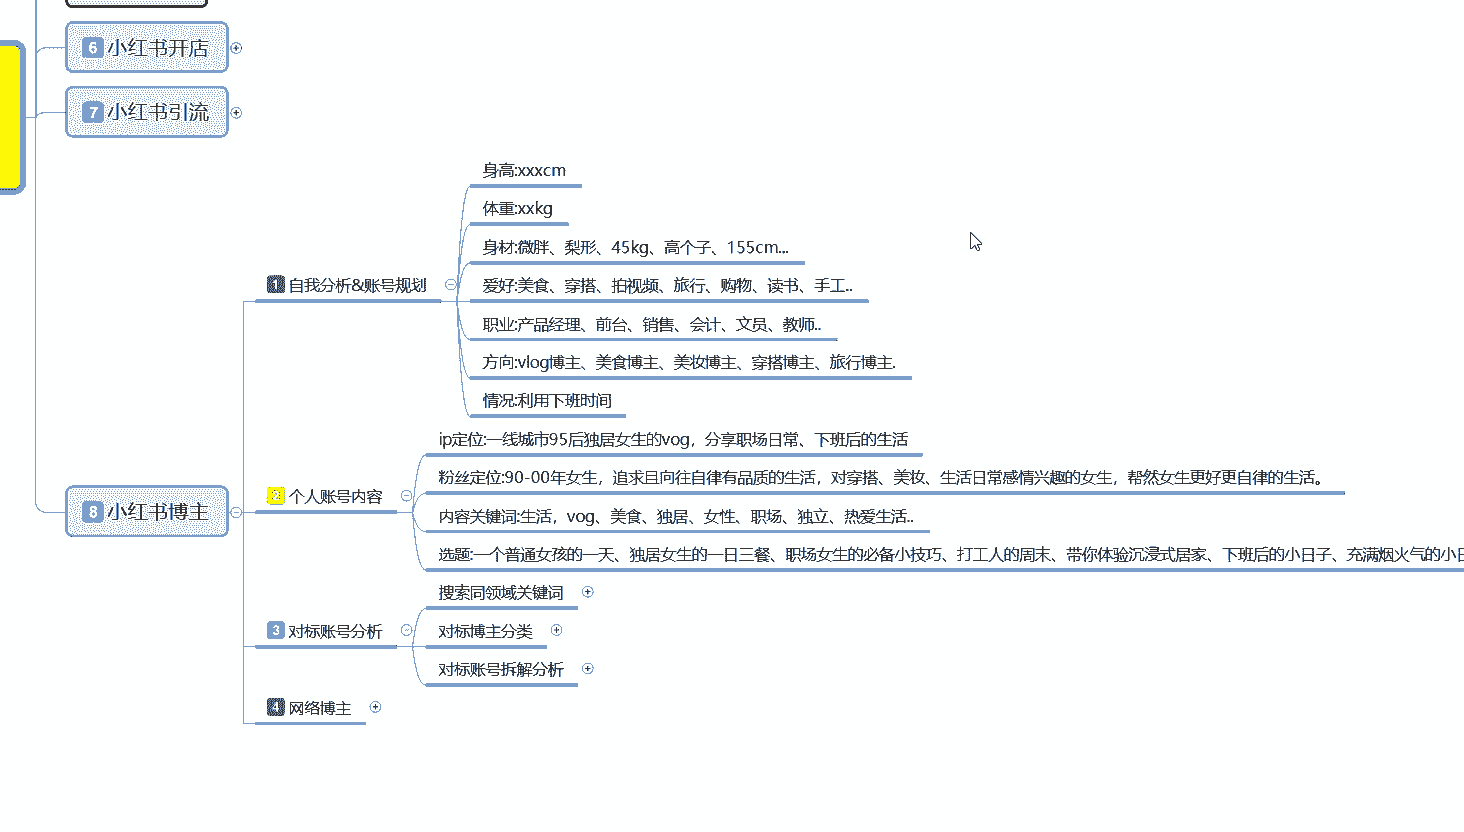 6 小红书开店
7 小红书引流
身高:xxxcm
体重:xxkg
身材:微胖、梨形、45kg、高个子、155cm...
1 自我分析&账号规划
爱好:美食、穿搭、拍视频、旅行、购物、读书、手工..
职业:产品经理、前台、销售、会计、文员、教师..
方向:vlog博主、美食博主、美妆博主、穿搭博主、旅行博主.
情况:利用下班时间
ip定位:一线城市95后独居女生的vog，分享职场日常、下班后的生活
粉丝定位:90-00年女生，追求且向往自律有品质的生活，对穿搭、美妆、生活日常感情兴趣的女生，帮然女生更好更自律的生活。
2 个人账号内容
8 小红书博主
内容关键词:生活，vog、美食、独居、女性、职场、独立、热爱生活..
选题:一个普通女孩的一天、独居女生的一日三餐、职场女生的必备小技巧、打工人的周末、带你体验沉浸式居家、下班后的小日子、充满烟火气的小日
搜索同领域关键词
3 对标账号分析
对标博主分类
对标账号拆解分析
4 网络博主